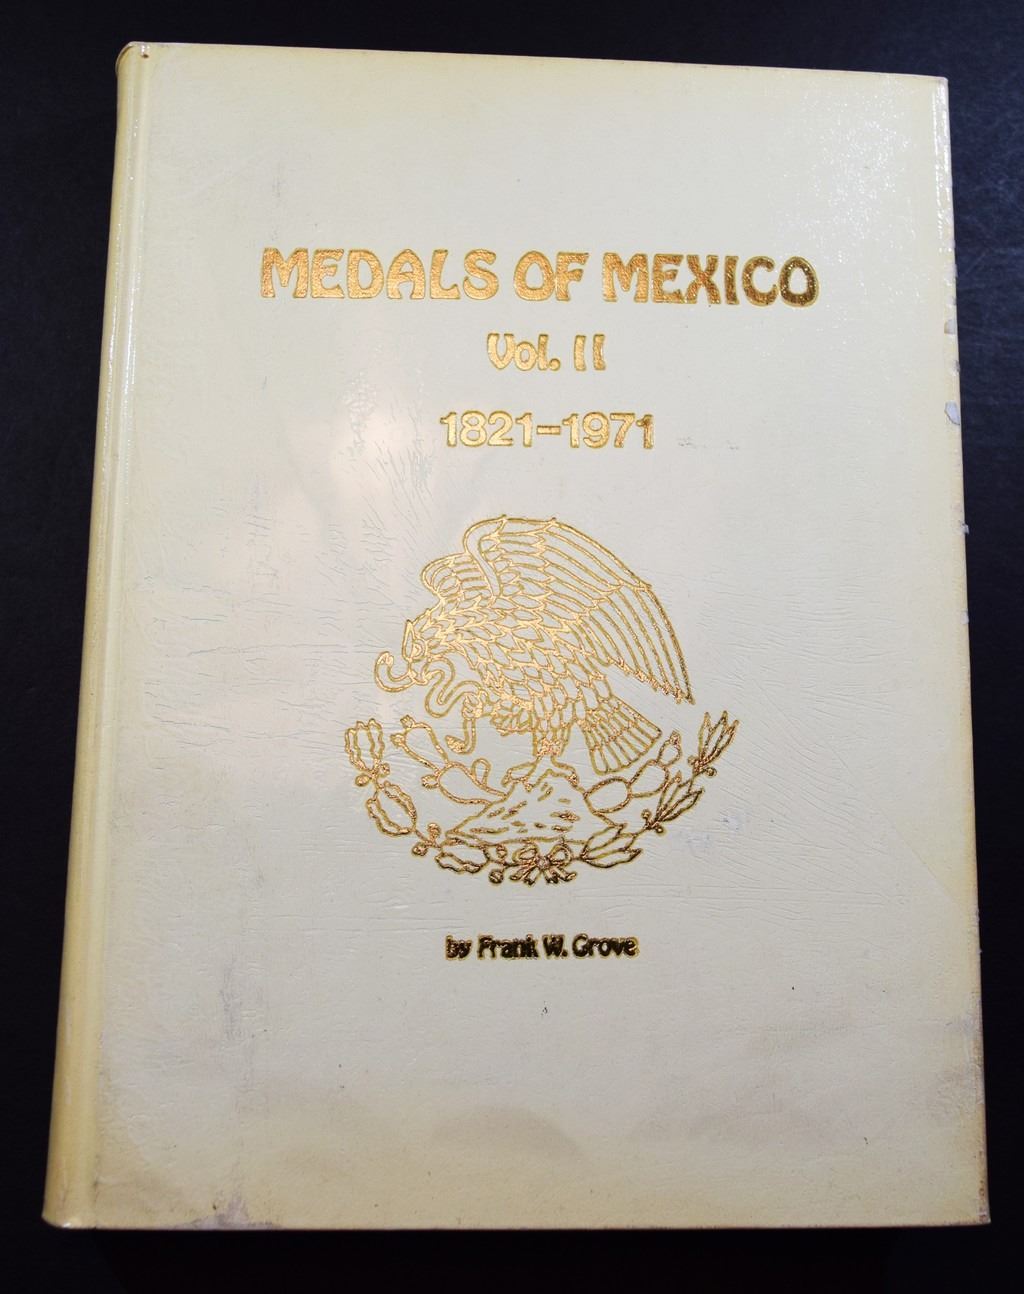 MEDALS OF MEXICO
Vol. II
1821-1971
by Frank W. Grove